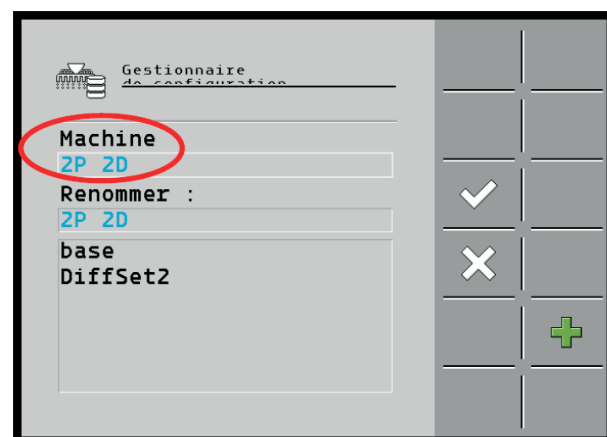 Gestionnaire
de configuration
Machine
2P 2D
Renommer :
2P 2D
base
DiffSet2